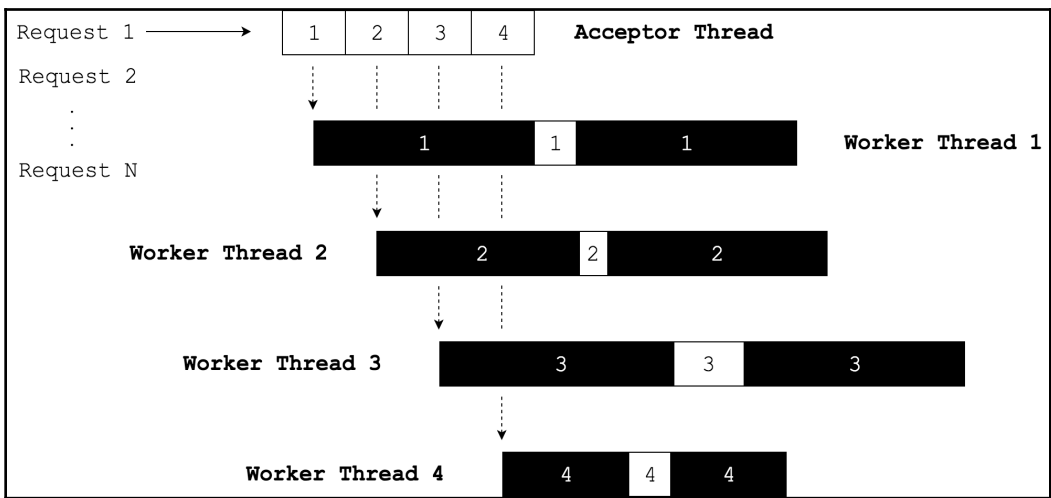 Request 1 1 2 3 4 Acceptor Thread
Request 2
.
.
.
1 1 1 Worker Thread 1
Request N
Worker Thread 2 2 2 2
Worker Thread 3 3 3 3
Worker Thread 4 4 4 4